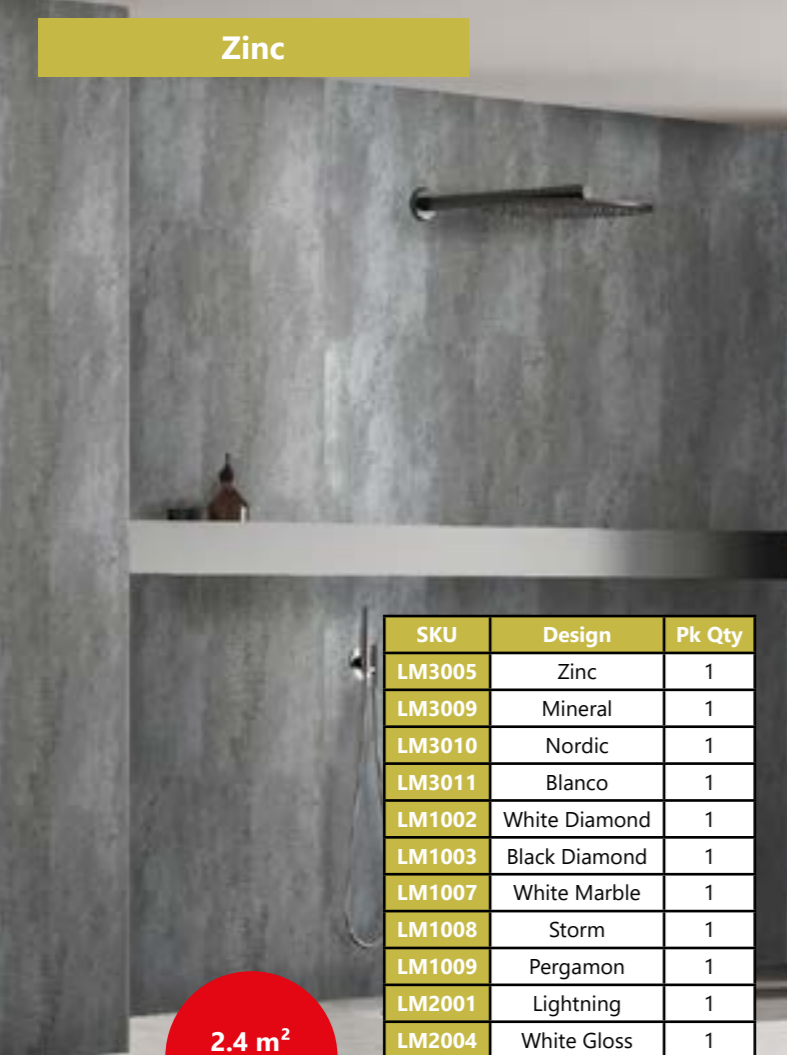 Zinc
SKU Design Pk Qty
LM3005 Zinc 1
LM3009 Mineral 1
LM3010 Nordic 1
LM3011 Blanco 1
LM1002 White Diamond 1
LM1003 Black Diamond 1
LM1007 White Marble 1
LM1008 Storm 1
LM1009 Pergamon 1
LM2001 Lightning 1
LM2004 White Gloss 1
2.4 m²